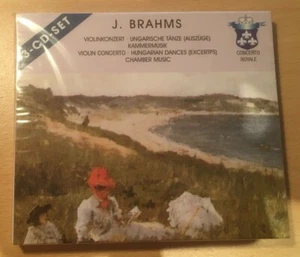 3-CD-SET
J. BRAHMS
VIOLINKONZERT · UNGARISCHE TÄNZE (AUSZÜGE)
KAMMERMUSIK
VIOLIN CONCERTO · HUNGARIAN DANCES (EXCERPTS)
CHAMBER MUSIC
CONCERTO
ROYALE